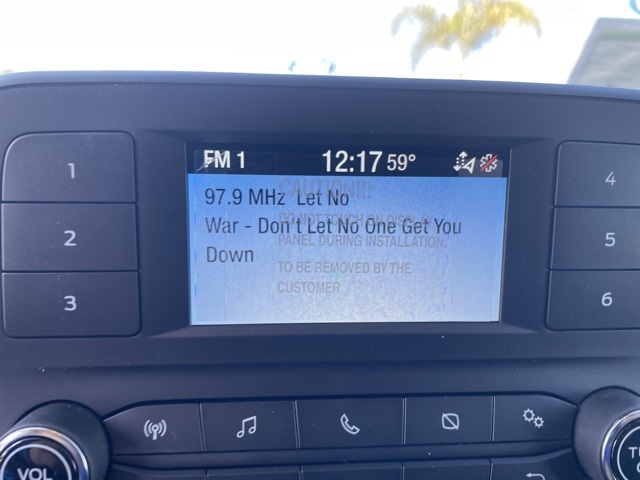 FM 1 12:17 59°
97.9 MHz Let No
War - Don't Let No One Get You
Down
CAUTION!!!
DO NOT TOUCH ON DISPLAY
PANEL DURING INSTALLATION.
TO BE REMOVED BY THE
CUSTOMER
1
2
3
4
5
6
VOL